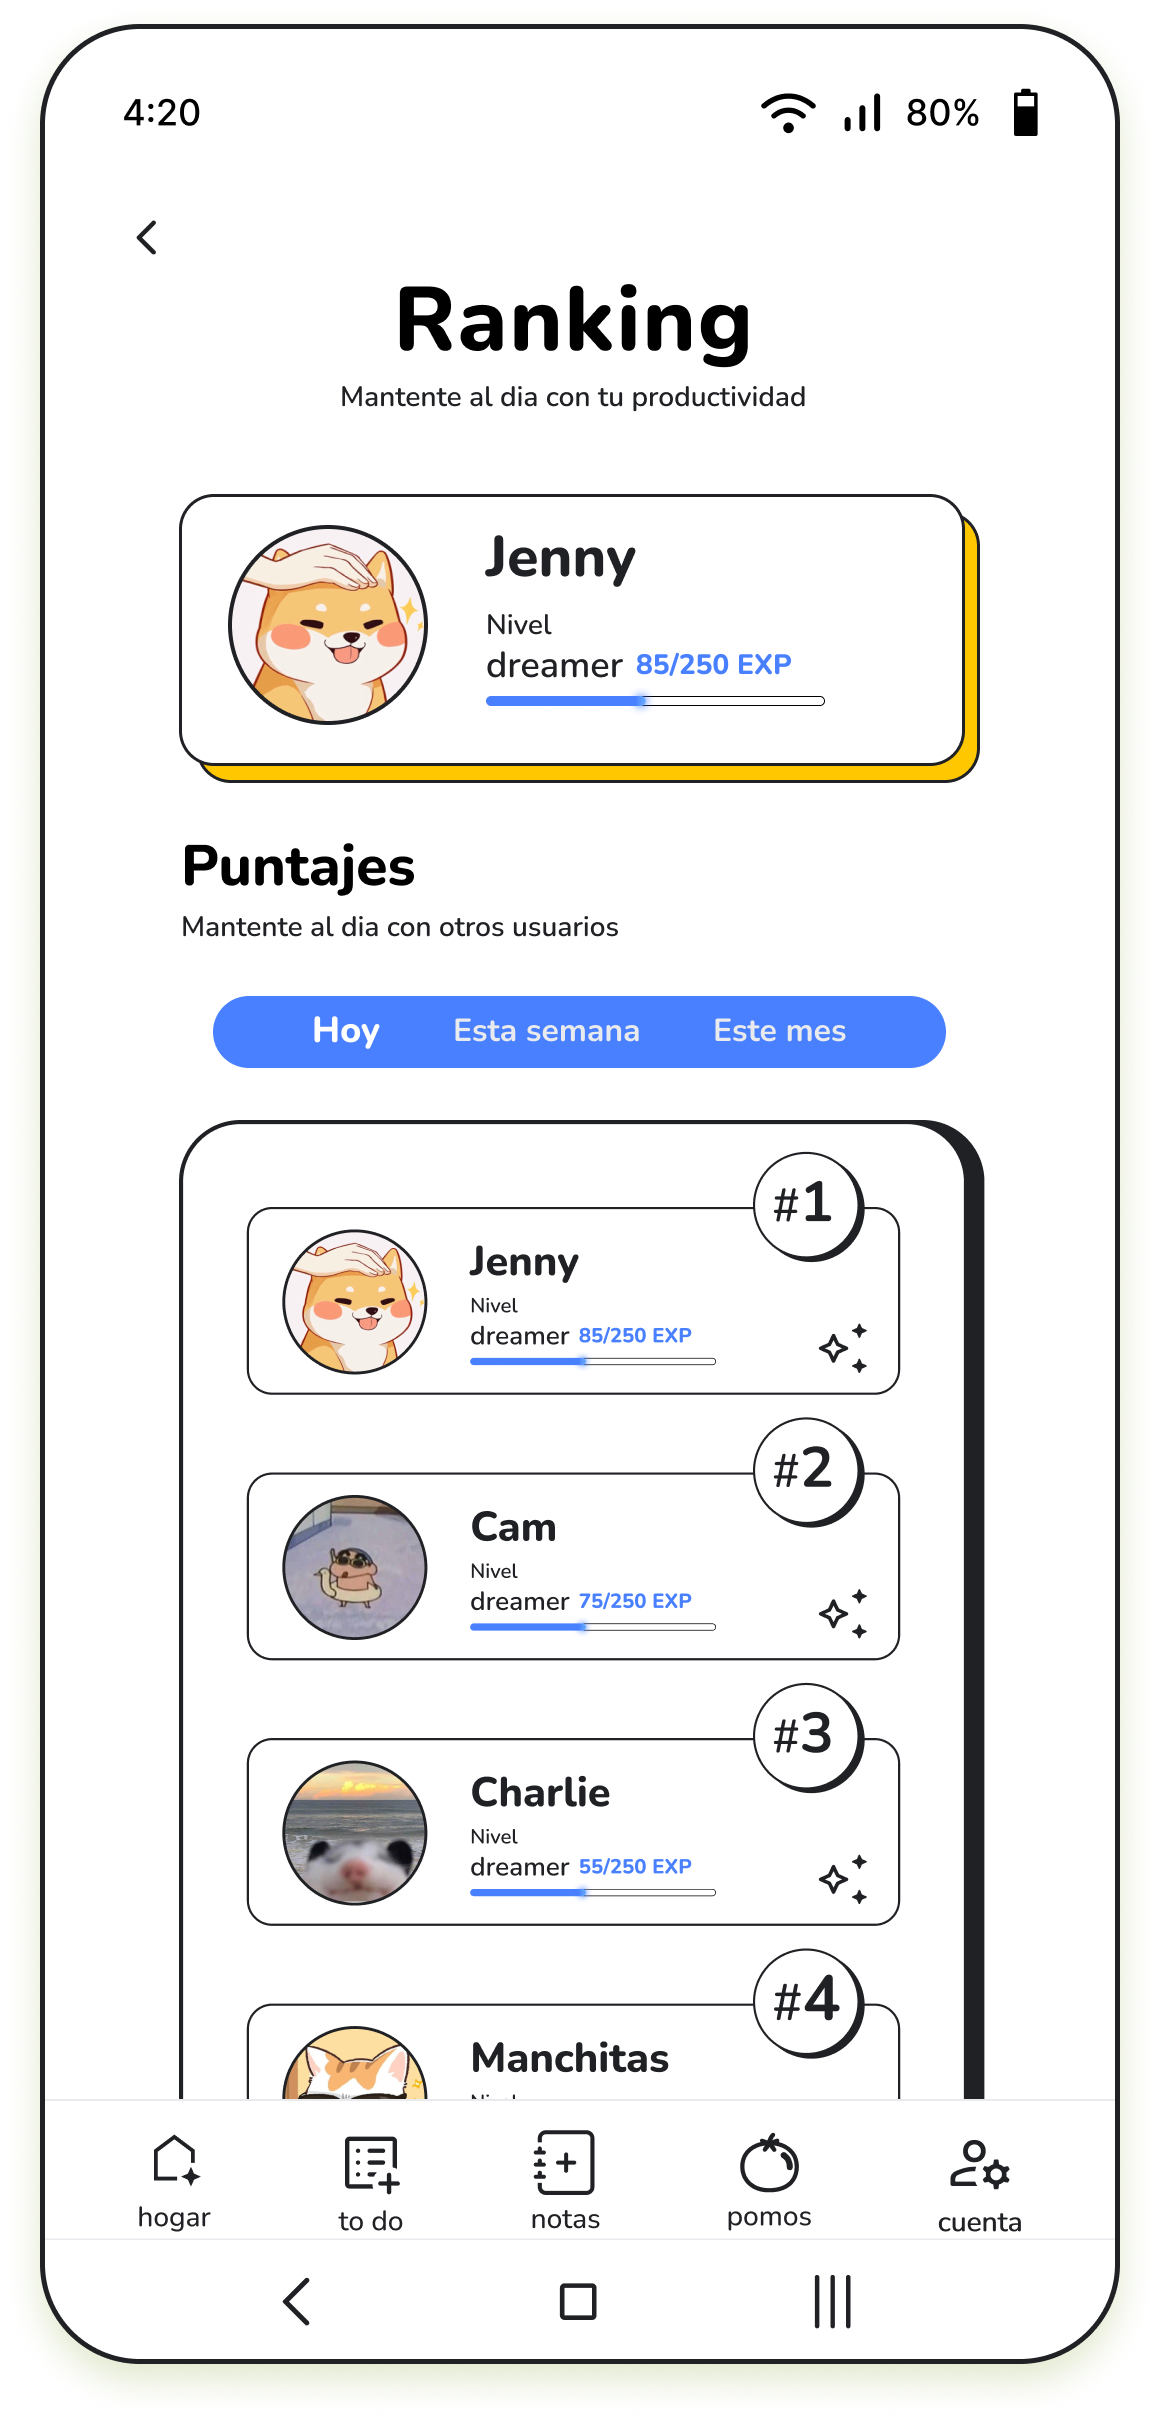 4:20 80%
Ranking
Mantente al dia con tu productividad
Jenny
Nivel
dreamer 85/250 EXP
Puntajes
Mantente al dia con otros usuarios
Hoy Esta semana Este mes
#1
Jenny
Nivel
dreamer 85/250 EXP
#2
Cam
Nivel
dreamer 75/250 EXP
#3
Charlie
Nivel
dreamer 55/250 EXP
#4
Manchitas
hogar to do notas pomos cuenta